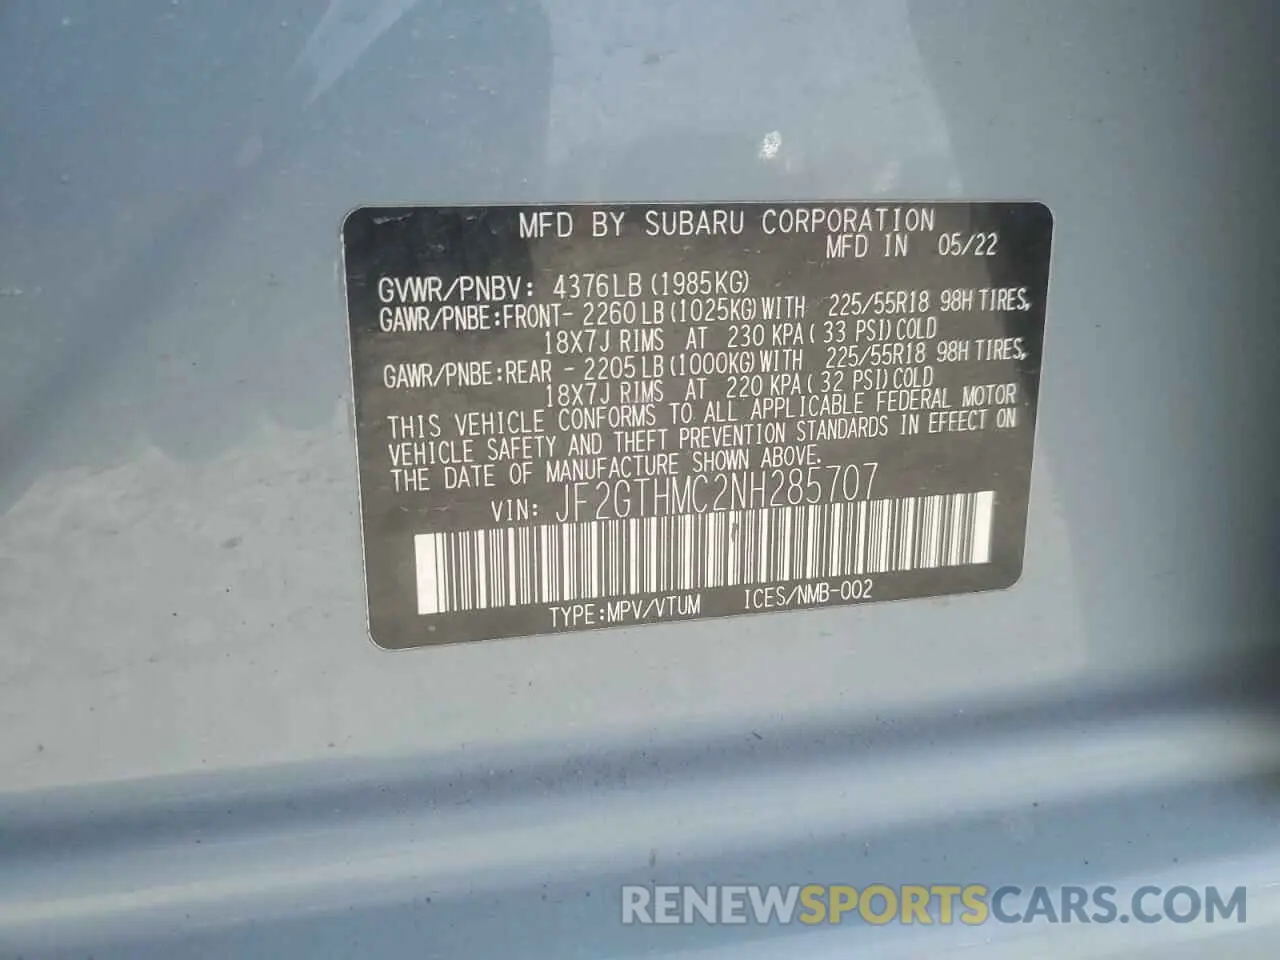 MFD BY SUBARU CORPORATION
MFD IN 05/22
GVWR/PNBV: 4376LB (1985KG)
GAWR/PNBE:FRONT- 2260 LB (1025KG) WITH 225/55R18 98H TIRES,
18X7J RIMS AT 230 KPA ( 33 PSI) COLD
GAWR/PNBE:REAR - 2205 LB (1000KG) WITH 225/55R18 98H TIRES,
18X7J RIMS AT 220 KPA ( 32 PSI) COLD
THIS VEHICLE CONFORMS TO ALL APPLICABLE FEDERAL MOTOR
VEHICLE SAFETY AND THEFT PREVENTION STANDARDS IN EFFECT ON
THE DATE OF MANUFACTURE SHOWN ABOVE.
VIN: JF2GTHMC2NH285707
TYPE:MPV/VTUM ICES/NMB-002
RENEWSPORTSCARS.COM